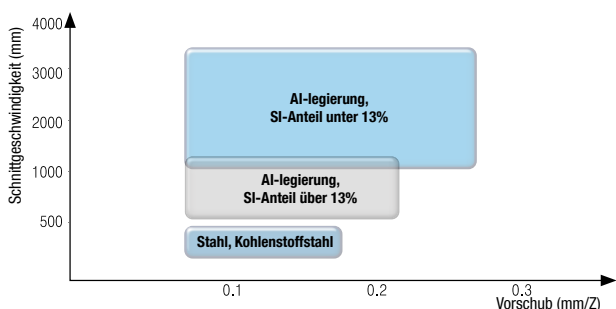 Schnittgeschwindigkeit (mm)
4000
3000
2000
1000
500
Al-legierung,
SI-Anteil unter 13%
Al-legierung,
SI-Anteil über 13%
Stahl, Kohlenstoffstahl
0.1
0.2
0.3
Vorschub (mm/Z)